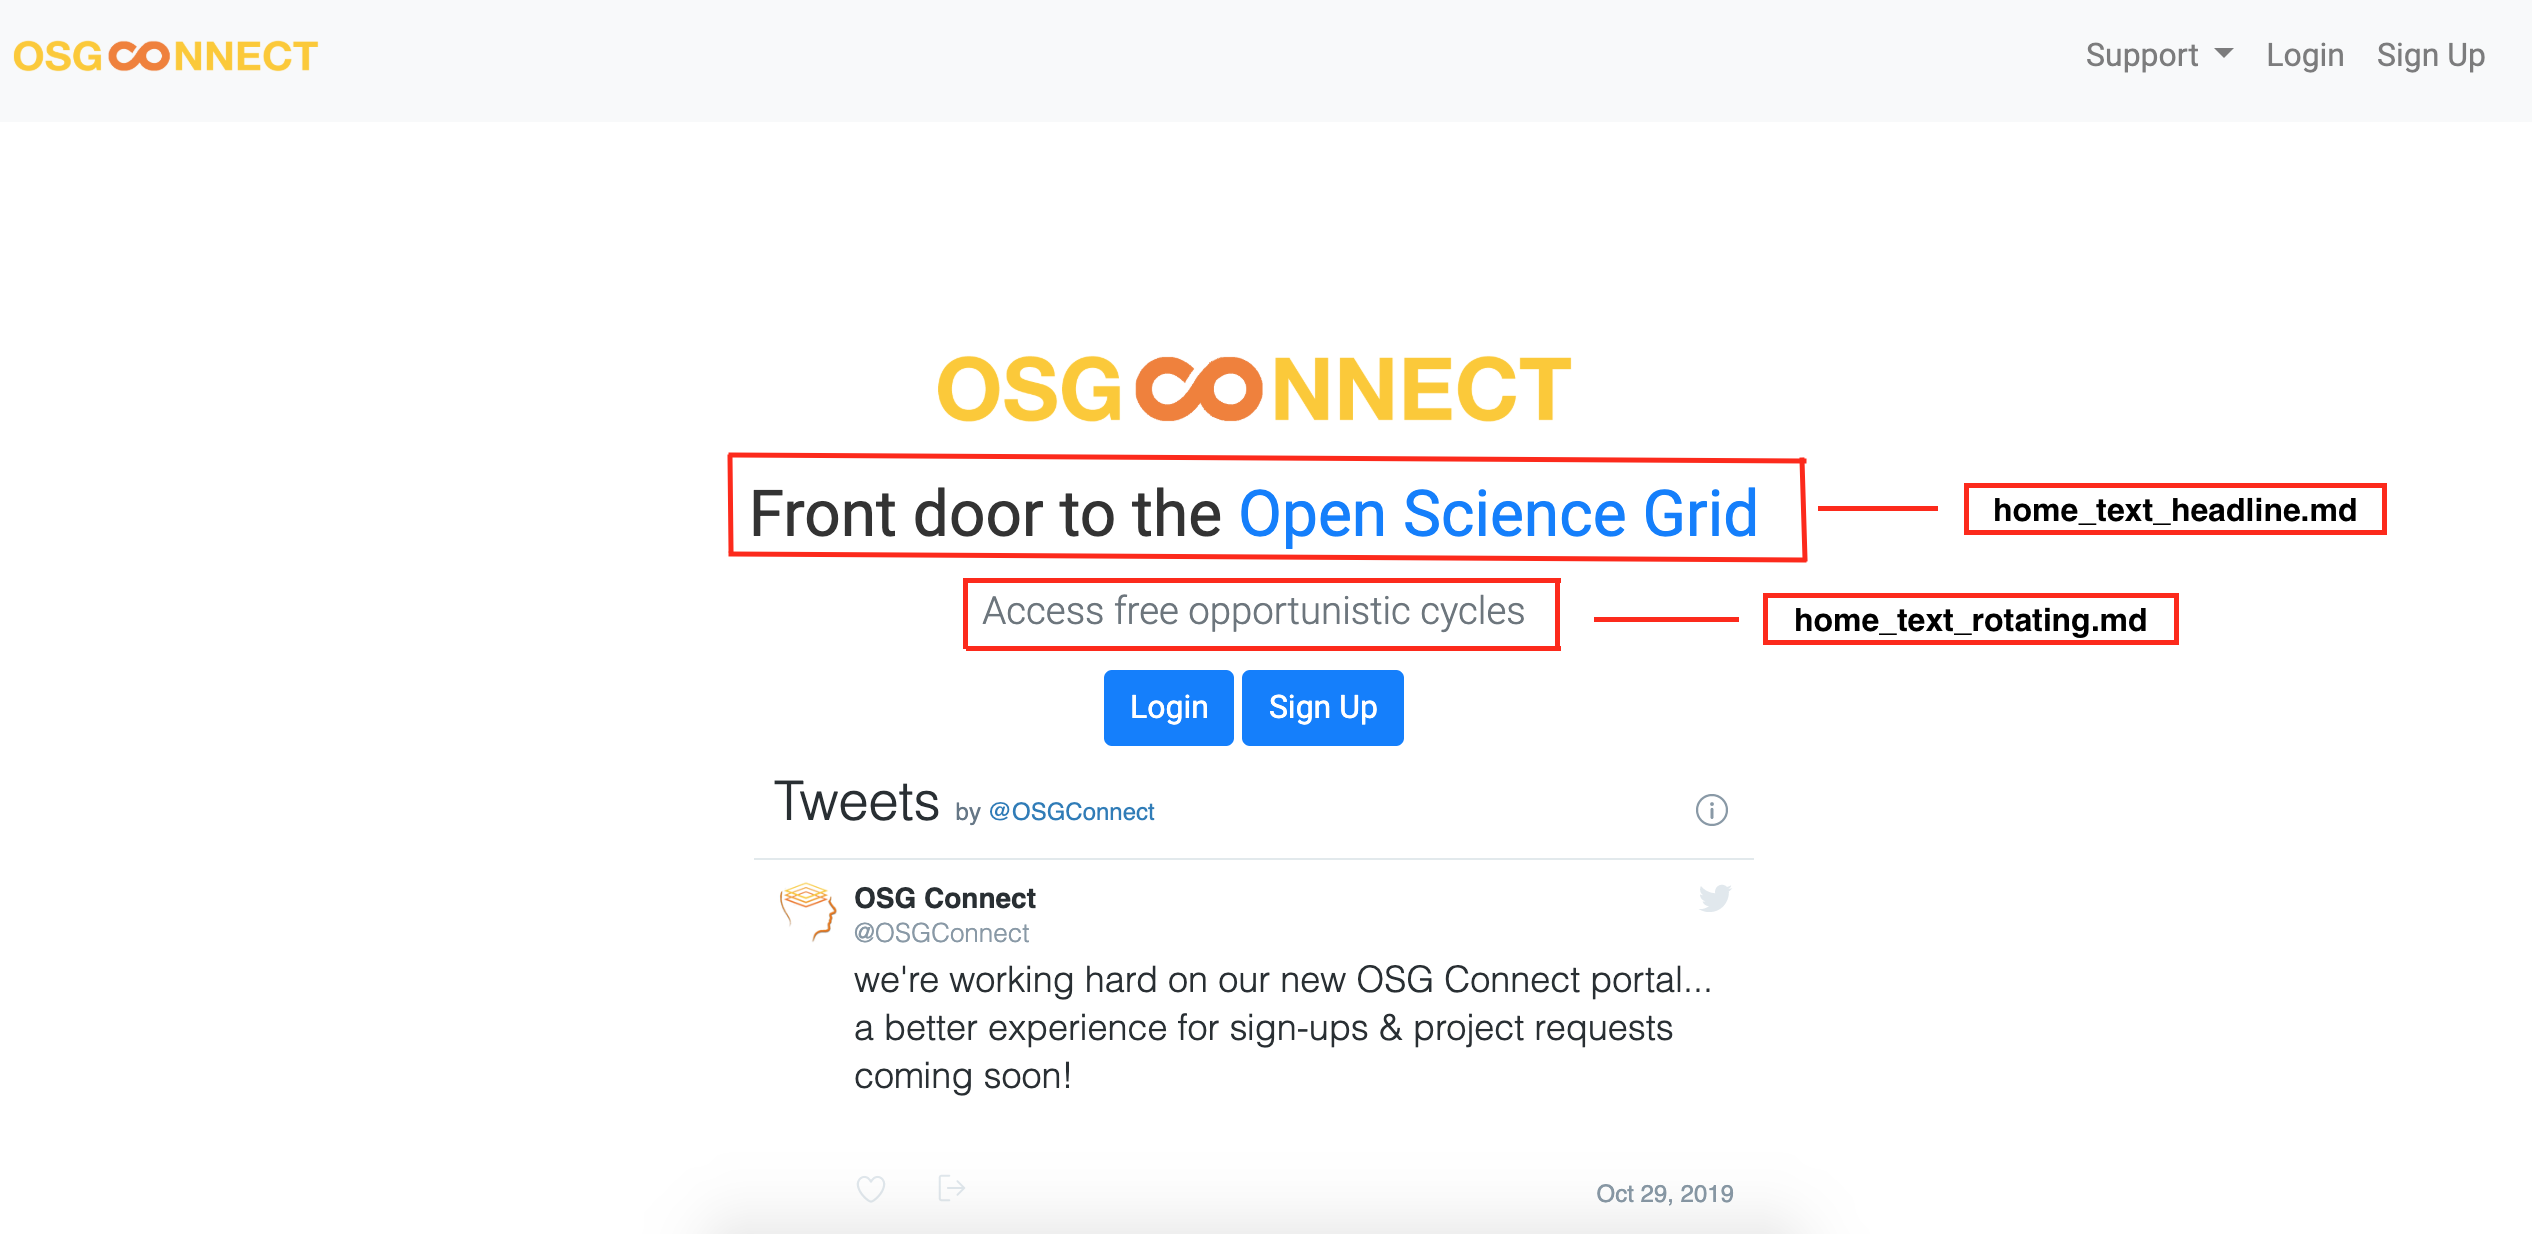 OSG CONNECT
Support Login Sign Up
OSG CONNECT
Front door to the Open Science Grid
home_text_headline.md
Access free opportunistic cycles
home_text_rotating.md
Login Sign Up
Tweets by @OSGConnect
OSG Connect
@OSGConnect
we're working hard on our new OSG Connect portal...
a better experience for sign-ups & project requests
coming soon!
Oct 29, 2019